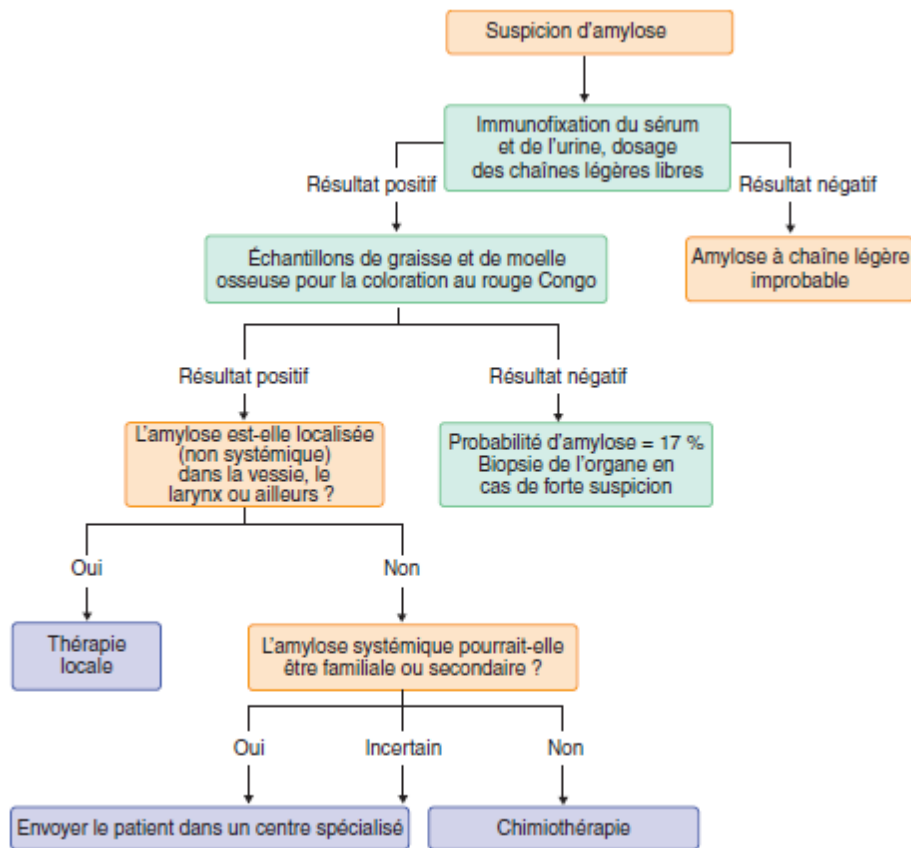 Suspicion d'amylose
Immunofixation du sérum
et de l'urine, dosage
des chaînes légères libres
Résultat positif
Résultat négatif
Échantillons de graisse et de moelle
osseuse pour la coloration au rouge Congo
Amylose à chaîne légère
improbable
Résultat positif
Résultat négatif
L'amylose est-elle localisée
(non systémique)
dans la vessie, le
larynx ou ailleurs ?
Probabilité d'amylose = 17 %
Biopsie de l'organe en
cas de forte suspicion
Oui
Non
Thérapie
locale
L'amylose systémique pourrait-elle
être familiale ou secondaire ?
Oui
Incertain
Non
Envoyer le patient dans un centre spécialisé
Chimiothérapie